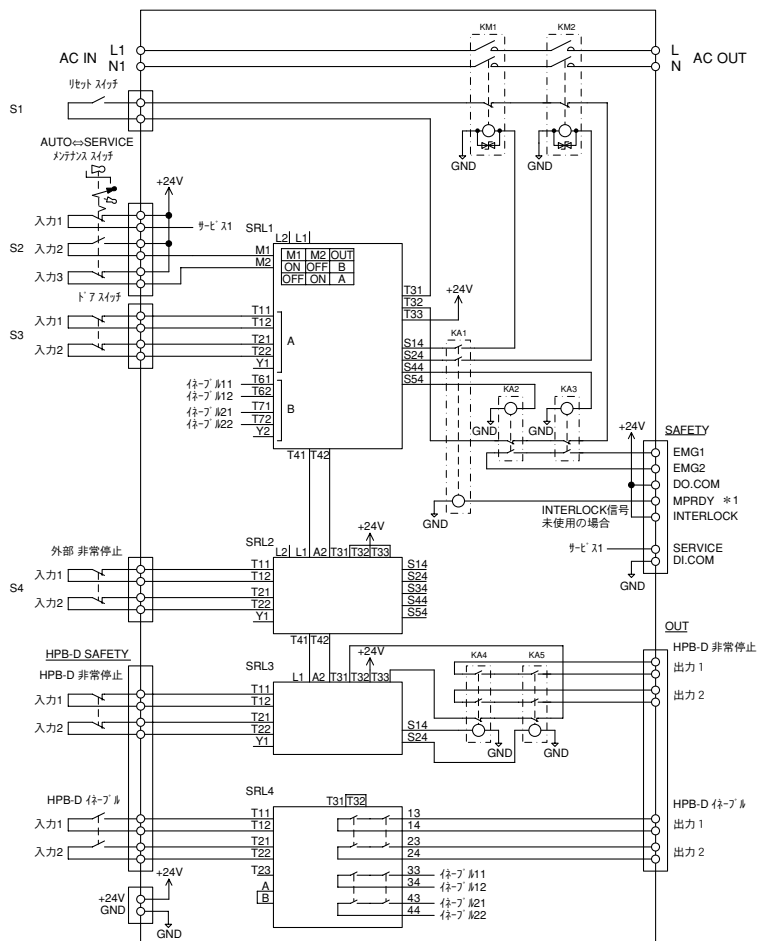 KM1 KM2
AC IN L1 L AC OUT
N1 N
ﾘｾｯﾄ ｽｲｯﾁ
S1
AUTO⇔SERVICE
ﾒﾝﾃﾅﾝｽ ｽｲｯﾁ
GND GND
+24V
入力1
ｻｰﾋﾞｽ1
S2 入力2
入力3
SRL1
L2 L1
M1
M2
M1 M2 OUT
ON OFF B
OFF ON A
ﾄﾞｱ ｽｲｯﾁ
S3 入力1
入力2
T11
T12
T21
T22
Y1
A
ｲﾈｰﾌﾞﾙ11 T61
ｲﾈｰﾌﾞﾙ12 T62
ｲﾈｰﾌﾞﾙ21 T71
ｲﾈｰﾌﾞﾙ22 T72
Y2
B
T31
T32
T33
+24V
S14
S24
S44
S54
KA1
KA2 KA3
GND GND
T41 T42
GND
+24V
SAFETY
EMG1
EMG2
DO.COM
MPRDY ＊1
INTERLOCK信号
未使用の場合
INTERLOCK
ｻｰﾋﾞｽ1 SERVICE
DI.COM
GND
外部 非常停止
S4 入力1
入力2
SRL2
+24V
L2 L1 A2 T31 T32 T33
T11
T12
T21
T22
Y1
S14
S24
S34
S44
S54
T41 T42
HPB-D SAFETY
HPB-D 非常停止
入力1
入力2
SRL3
+24V
L1 A2 T31 T32 T33
T11
T12
T21
T22
Y1
S14
S24
KA4 KA5
GND GND
OUT
HPB-D 非常停止
出力 1
出力 2
HPB-D ｲﾈｰﾌﾞﾙ
入力1
入力2
SRL4
T31 T32
T11
T12
T21
T22
T23
A
B
13
14
23
24
33 ｲﾈｰﾌﾞﾙ11
34 ｲﾈｰﾌﾞﾙ12
43 ｲﾈｰﾌﾞﾙ21
44 ｲﾈｰﾌﾞﾙ22
HPB-D ｲﾈｰﾌﾞﾙ
出力 1
出力 2
+24V +24V
GND
GND